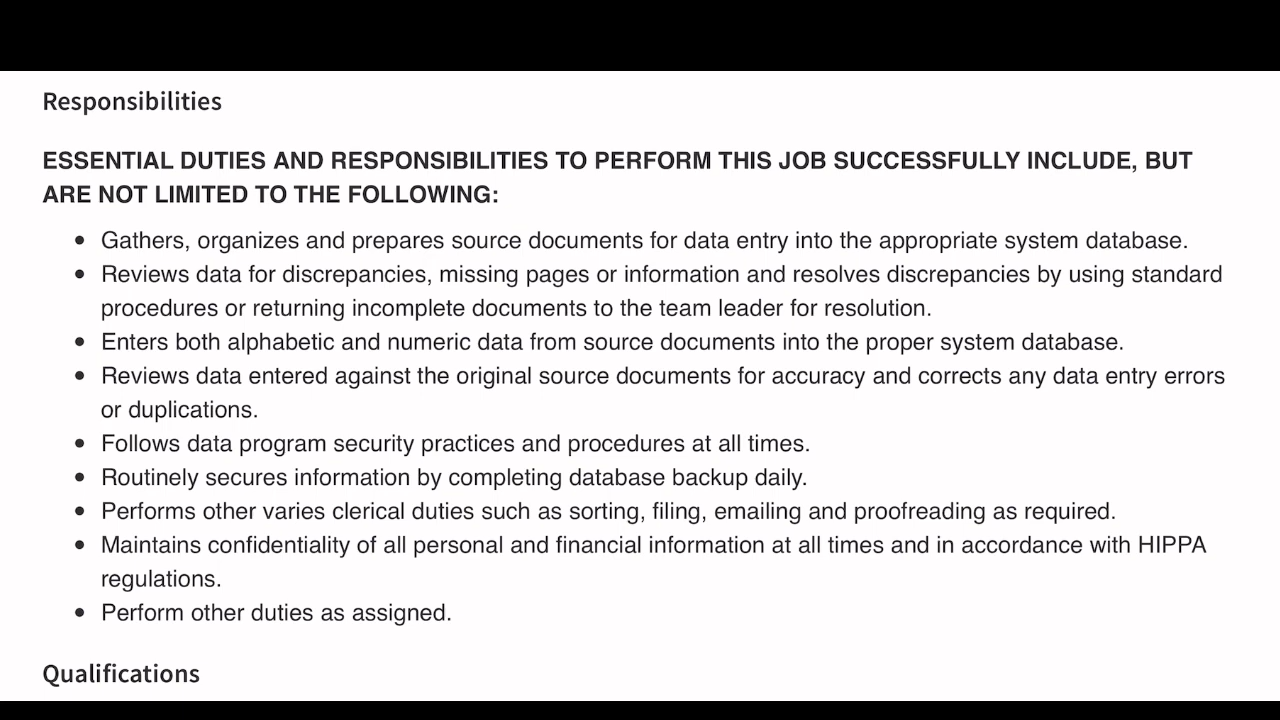 Responsibilities
ESSENTIAL DUTIES AND RESPONSIBILITIES TO PERFORM THIS JOB SUCCESSFULLY INCLUDE, BUT
ARE NOT LIMITED TO THE FOLLOWING:
• Gathers, organizes and prepares source documents for data entry into the appropriate system database.
• Reviews data for discrepancies, missing pages or information and resolves discrepancies by using standard
procedures or returning incomplete documents to the team leader for resolution.
• Enters both alphabetic and numeric data from source documents into the proper system database.
• Reviews data entered against the original source documents for accuracy and corrects any data entry errors
or duplications.
• Follows data program security practices and procedures at all times.
• Routinely secures information by completing database backup daily.
• Performs other varies clerical duties such as sorting, filing, emailing and proofreading as required.
• Maintains confidentiality of all personal and financial information at all times and in accordance with HIPPA
regulations.
• Perform other duties as assigned.
Qualifications